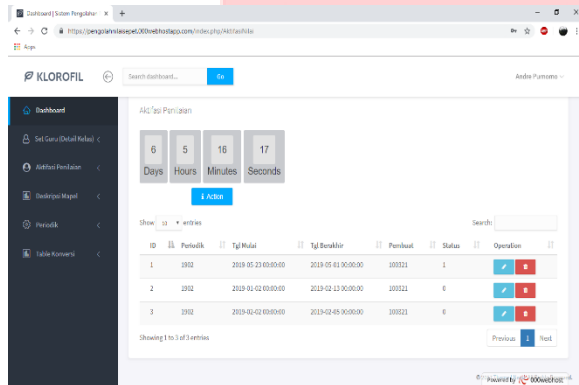 Dashboard | Sistem Pengolahan
https://pengolahnilaisepet.000webhostapp.com/index.php/AktifasiNilai
Apps
KLOROFIL
Search dashboard...
Go
Andre Purnomo
Dashboard
Set Guru (Detail Kelas)
Aktifasi Penilaian
Deskripsi Mapel
Periodik
Table Konversi
Aktifasi Penilaian
6 5 16 17
Days Hours Minutes Seconds
Action
Show 10 entries Search:
ID Periodik Tgl Mulai Tgl Berakhir Pembuat Status Operation
1 1902 2019-05-23 00:00:00 2019-05-01 00:00:00 100321 1
2 1902 2019-01-02 00:00:00 2019-02-13 00:00:00 100321 0
3 1902 2019-02-02 00:00:00 2019-02-05 00:00:00 100321 0
Showing 1 to 3 of 3 entries
Previous 1 Next
Powered by 000webhost